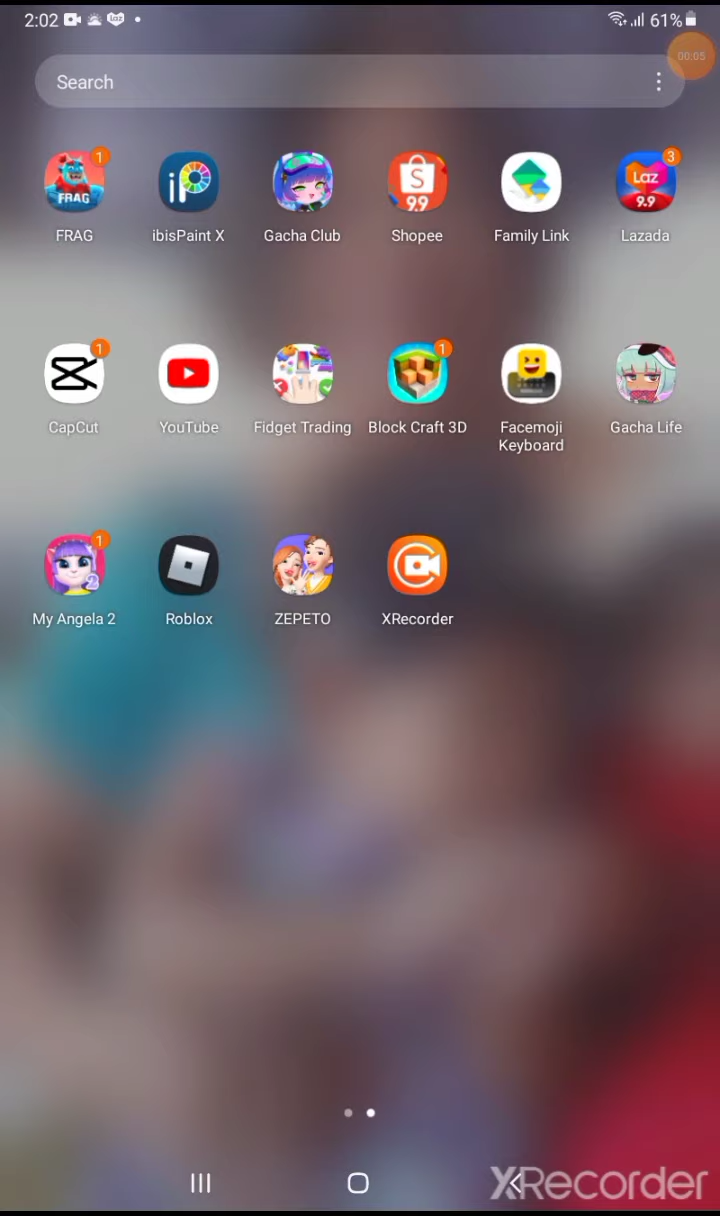 2:02
61%
00:05
Search
1
FRAG
iP
S
9.9
3
Laz
9.9
FRAG
ibisPaint X
Gacha Club
Shopee
Family Link
Lazada
1
1
CapCut
YouTube
Fidget Trading
Block Craft 3D
Facemoji
Keyboard
Gacha Life
1
2
My Angela 2
Roblox
ZEPETO
XRecorder
XRecorder